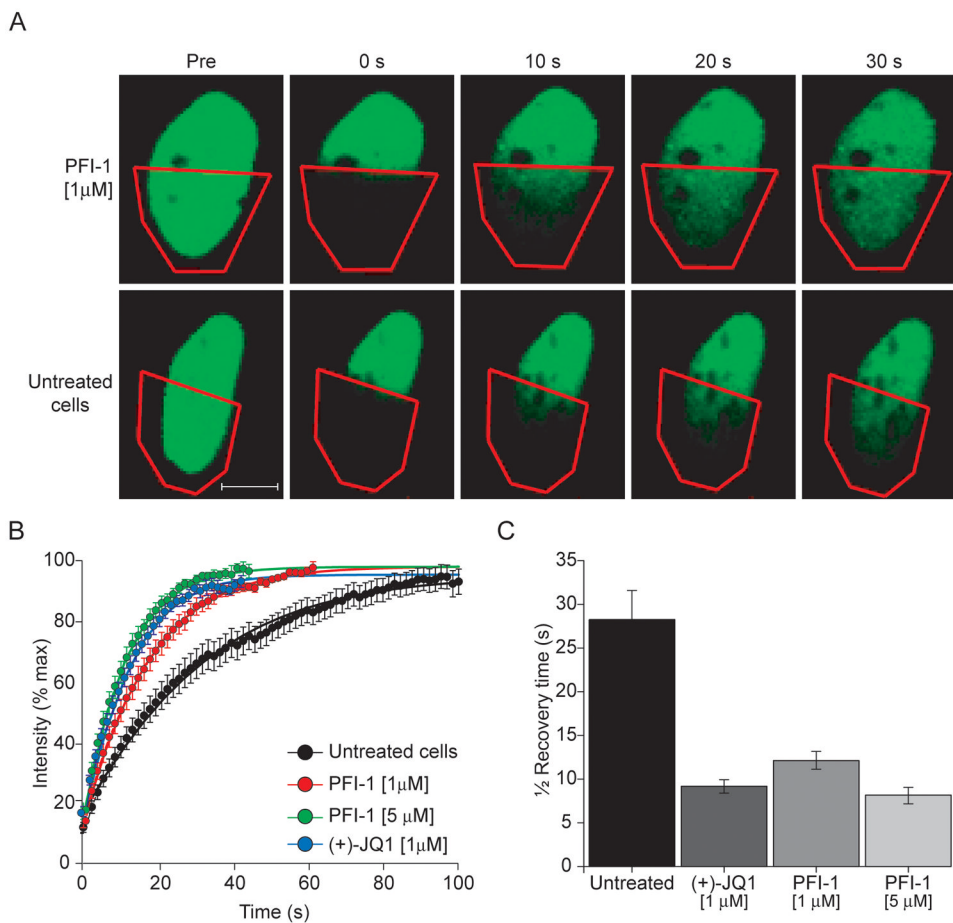 A
Pre
0 s
10 s
20 s
30 s
PFI-1
[1μM]
Untreated
cells
B
Intensity (% max)
100
80
60
40
20
0
Untreated cells
PFI-1 [1μM]
PFI-1 [5 μM]
(+)-JQ1 [1μM]
0
20
40
60
80
100
Time (s)
C
½ Recovery time (s)
35
30
25
20
15
10
5
0
Untreated
(+)-JQ1
[1 μM]
PFI-1
[1 μM]
PFI-1
[5 μM]